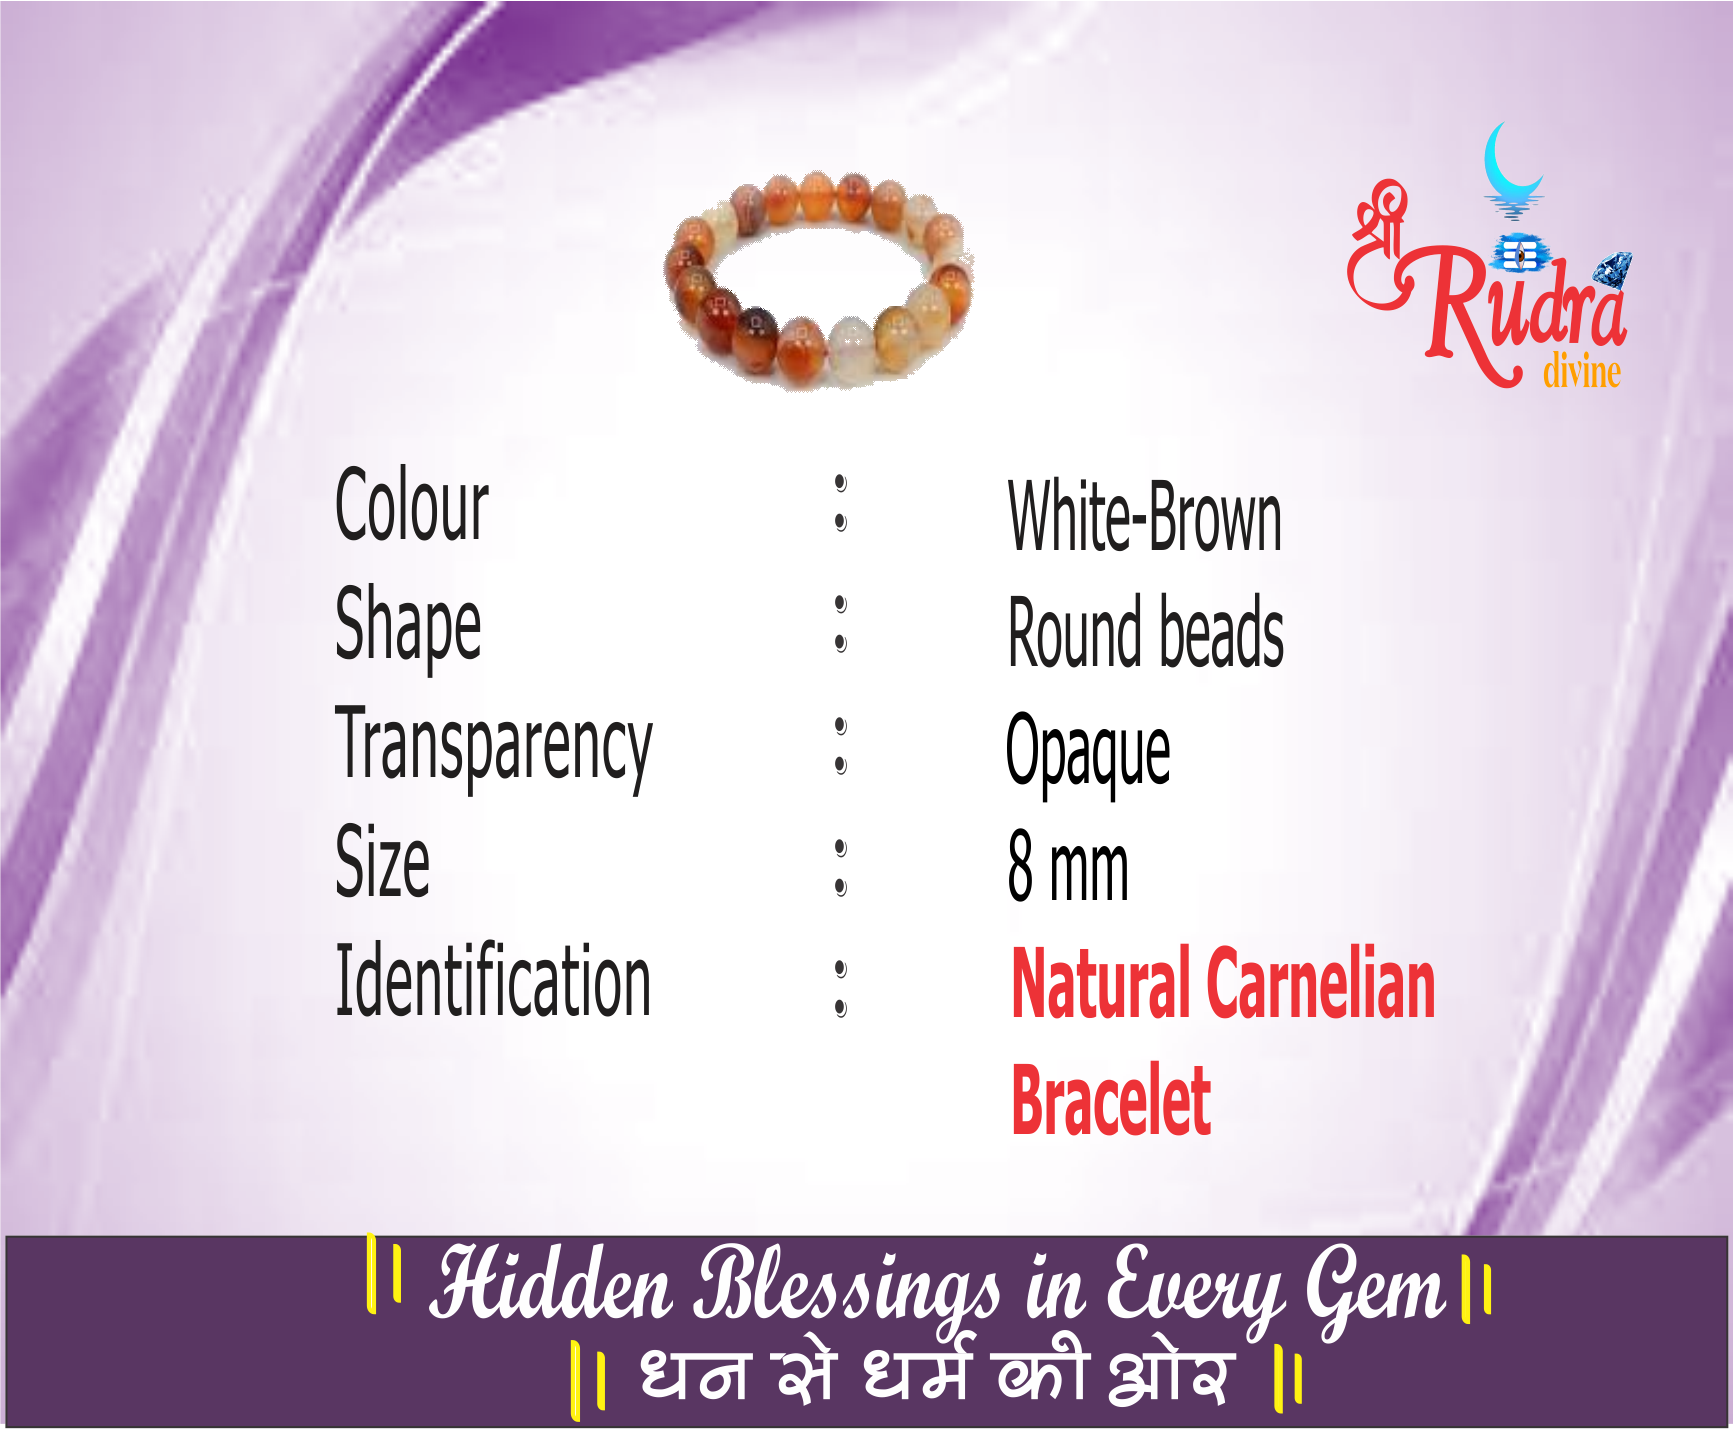 श्री Rudra
divine
Colour : White-Brown
Shape : Round beads
Transparency : Opaque
Size : 8 mm
Identification : Natural Carnelian
Bracelet
|| Hidden Blessings in Every Gem ||
|| धन से धर्म की ओर ||